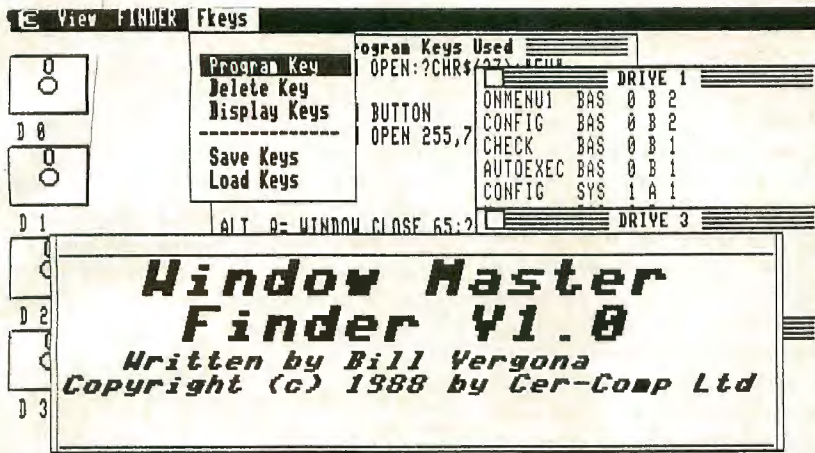 View FINDER Fkeys
Program Keys Used
OPEN:?CHR$(27);"EV"
BUTTON
OPEN 255,7
ALT Q= WINDOW CLOSE 65:?
Program Key
Delete Key
Display Keys
Save Keys
Load Keys
DRIVE 1
ONMENU1 BAS 0 B 2
CONFIG BAS 0 B 2
CHECK BAS 0 B 1
AUTOEXEC BAS 0 B 1
CONFIG SYS 1 A 1
DRIVE 3
D 0
D 1
D 2
D 3
Window Master
Finder V1.0
Written by Bill Vergona
Copyright (c) 1988 by Cer-Comp Ltd